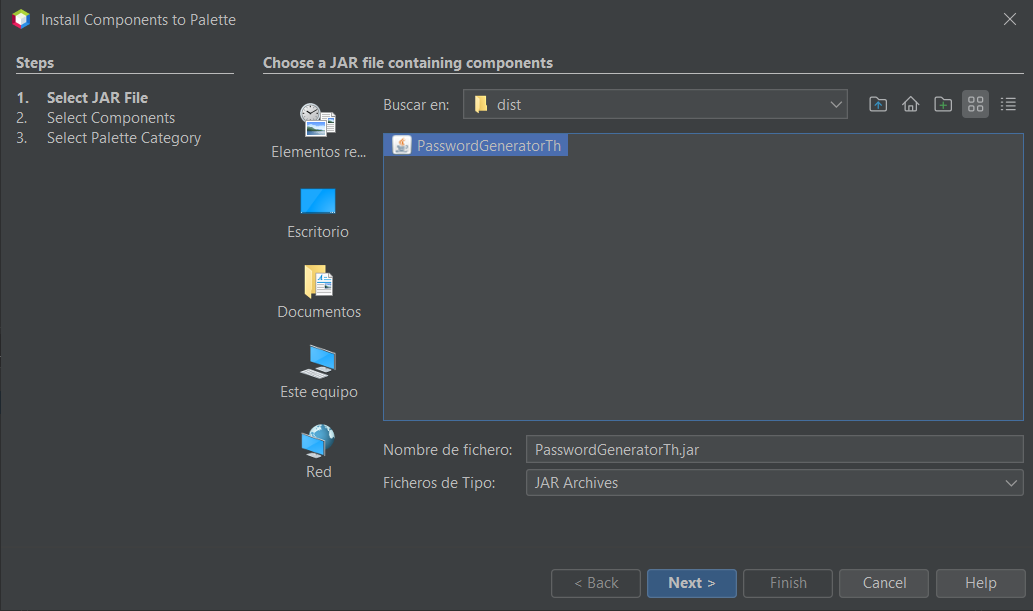 Install Components to Palette
Steps
1. Select JAR File
2. Select Components
3. Select Palette Category
Choose a JAR file containing components
Buscar en: dist
Elementos re...
Escritorio
Documentos
Este equipo
Red
PasswordGeneratorTh
Nombre de fichero: PasswordGeneratorTh.jar
Ficheros de Tipo: JAR Archives
< Back Next > Finish Cancel Help